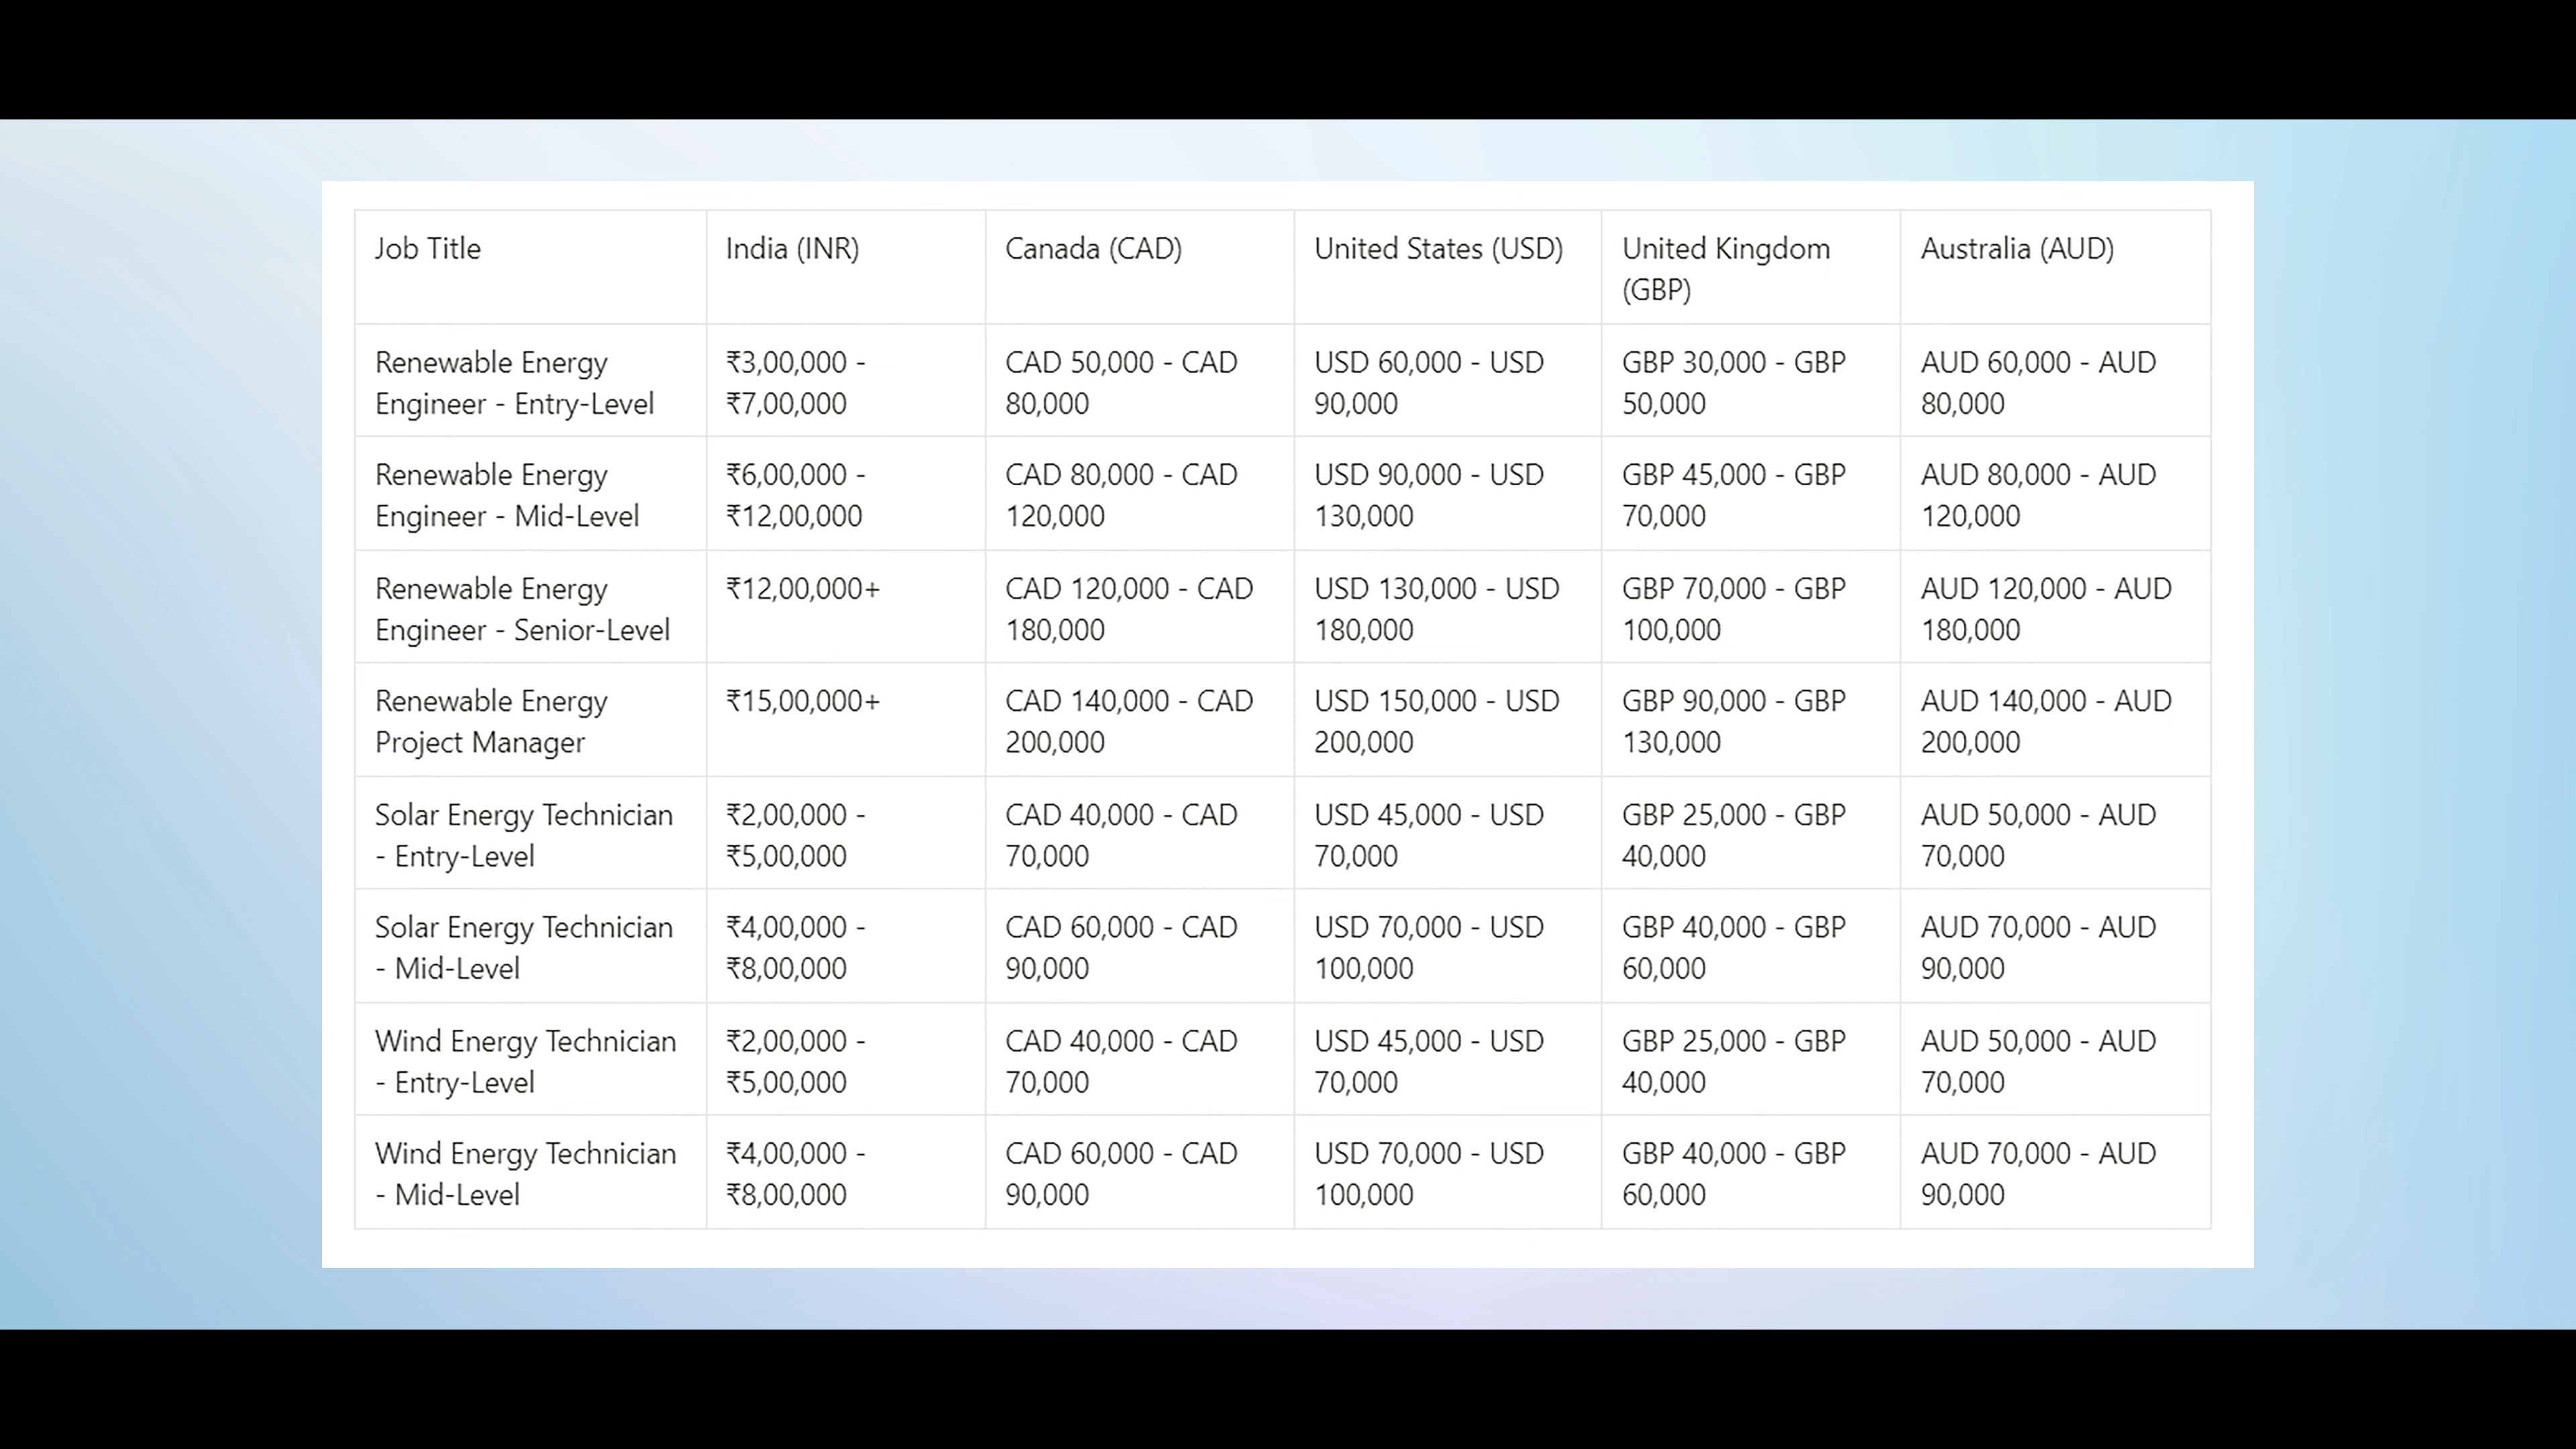 Job Title
India (INR)
Canada (CAD)
United States (USD)
United Kingdom
(GBP)
Australia (AUD)
Renewable Energy
Engineer - Entry-Level
₹3,00,000 -
₹7,00,000
CAD 50,000 - CAD
80,000
USD 60,000 - USD
90,000
GBP 30,000 - GBP
50,000
AUD 60,000 - AUD
80,000
Renewable Energy
Engineer - Mid-Level
₹6,00,000 -
₹12,00,000
CAD 80,000 - CAD
120,000
USD 90,000 - USD
130,000
GBP 45,000 - GBP
70,000
AUD 80,000 - AUD
120,000
Renewable Energy
Engineer - Senior-Level
₹12,00,000+
CAD 120,000 - CAD
180,000
USD 130,000 - USD
180,000
GBP 70,000 - GBP
100,000
AUD 120,000 - AUD
180,000
Renewable Energy
Project Manager
₹15,00,000+
CAD 140,000 - CAD
200,000
USD 150,000 - USD
200,000
GBP 90,000 - GBP
130,000
AUD 140,000 - AUD
200,000
Solar Energy Technician
- Entry-Level
₹2,00,000 -
₹5,00,000
CAD 40,000 - CAD
70,000
USD 45,000 - USD
70,000
GBP 25,000 - GBP
40,000
AUD 50,000 - AUD
70,000
Solar Energy Technician
- Mid-Level
₹4,00,000 -
₹8,00,000
CAD 60,000 - CAD
90,000
USD 70,000 - USD
100,000
GBP 40,000 - GBP
60,000
AUD 70,000 - AUD
90,000
Wind Energy Technician
- Entry-Level
₹2,00,000 -
₹5,00,000
CAD 40,000 - CAD
70,000
USD 45,000 - USD
70,000
GBP 25,000 - GBP
40,000
AUD 50,000 - AUD
70,000
Wind Energy Technician
- Mid-Level
₹4,00,000 -
₹8,00,000
CAD 60,000 - CAD
90,000
USD 70,000 - USD
100,000
GBP 40,000 - GBP
60,000
AUD 70,000 - AUD
90,000